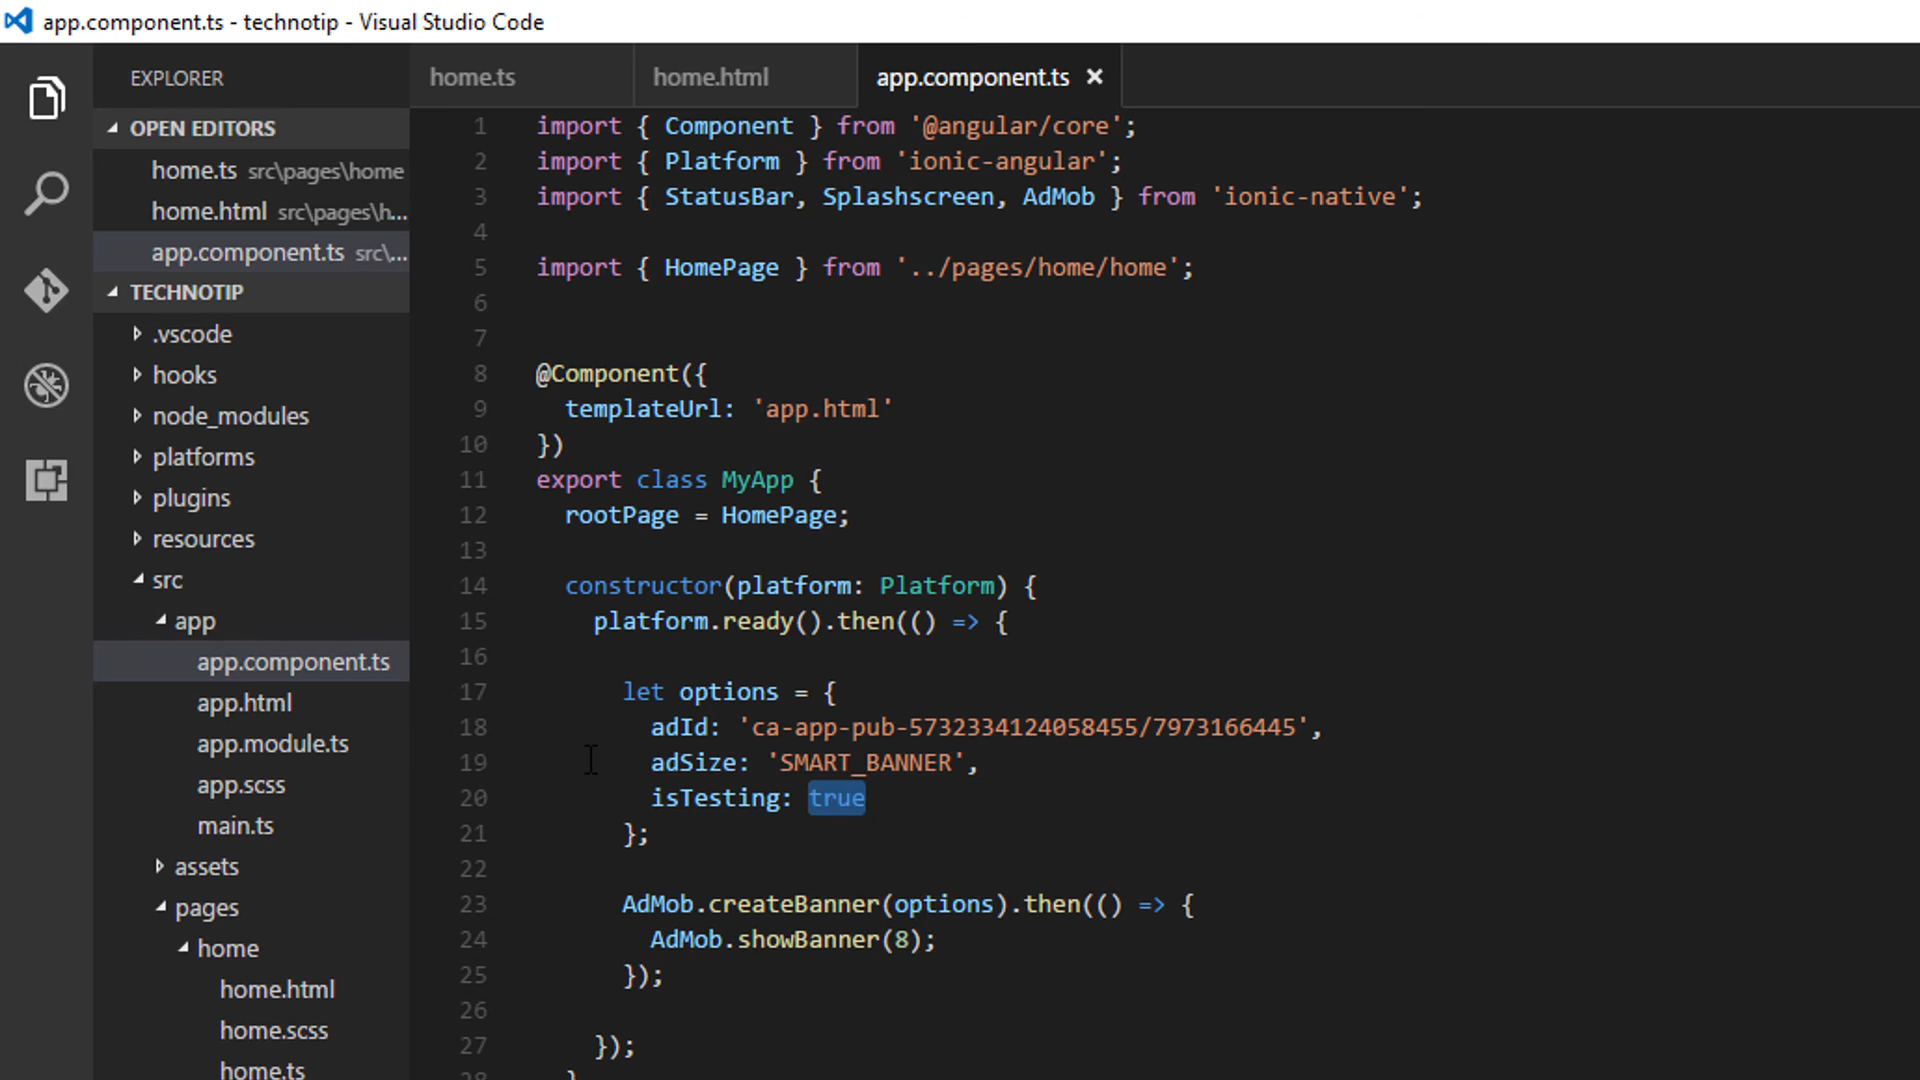 app.component.ts - technotip - Visual Studio Code
EXPLORER
OPEN EDITORS
home.ts src\pages\home
home.html src\pages\h...
app.component.ts src\...
TECHNOTIP
.vscode
hooks
node_modules
platforms
plugins
resources
src
app
app.component.ts
app.html
app.module.ts
app.scss
main.ts
assets
pages
home
home.html
home.scss
home.ts
home.ts home.html app.component.ts ×
1 import { Component } from '@angular/core';
2 import { Platform } from 'ionic-angular';
3 import { StatusBar, Splashscreen, AdMob } from 'ionic-native';
4
5 import { HomePage } from '../pages/home/home';
6
7
8 @Component({
9 templateUrl: 'app.html'
10 })
11 export class MyApp {
12 rootPage = HomePage;
13
14 constructor(platform: Platform) {
15 platform.ready().then(() => {
16
17 let options = {
18 adId: 'ca-app-pub-5732334124058455/7973166445',
19 adSize: 'SMART_BANNER',
20 isTesting: true
21 };
22
23 AdMob.createBanner(options).then(() => {
24 AdMob.showBanner(8);
25 });
26
27 });
28 }